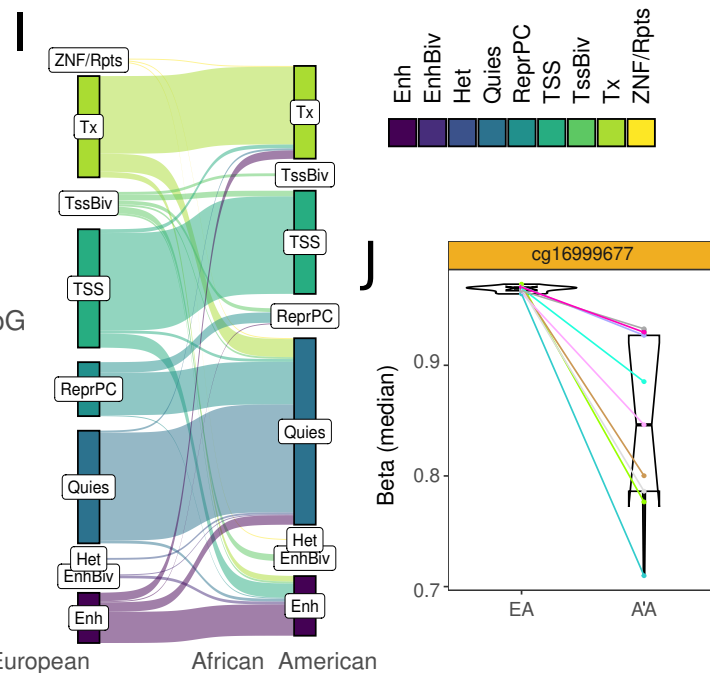 I
Enh
EnhBiv
Het
Quies
ReprPC
TSS
TssBiv
Tx
ZNF/Rpts
ZNF/Rpts
Tx
TssBiv
TSS
ReprPC
Quies
Het
EnhBiv
Enh
Tx
TssBiv
TSS
ReprPC
Quies
Het
EnhBiv
Enh
oG
European
African American
J
cg16999677
Beta (median)
0.9
0.8
0.7
EA
A'A